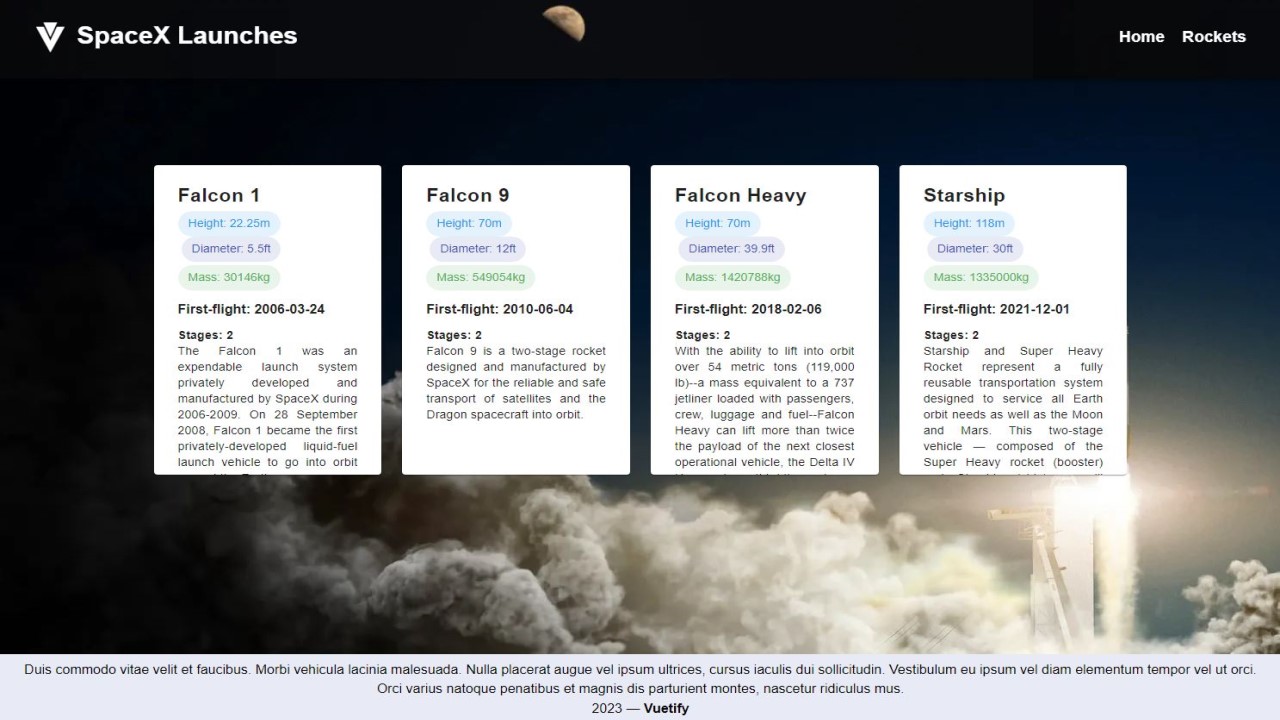 SpaceX Launches
Home
Rockets
Falcon 1
Height: 22.25m
Diameter: 5.5ft
Mass: 30146kg
First-flight: 2006-03-24
Stages: 2
The Falcon 1 was an
expendable launch system
privately developed and
manufactured by SpaceX during
2006-2009. On 28 September
2008, Falcon 1 became the first
privately-developed liquid-fuel
launch vehicle to go into orbit
Falcon 9
Height: 70m
Diameter: 12ft
Mass: 549054kg
First-flight: 2010-06-04
Stages: 2
Falcon 9 is a two-stage rocket
designed and manufactured by
SpaceX for the reliable and safe
transport of satellites and the
Dragon spacecraft into orbit.
Falcon Heavy
Height: 70m
Diameter: 39.9ft
Mass: 1420788kg
First-flight: 2018-02-06
Stages: 2
With the ability to lift into orbit
over 54 metric tons (119,000
lb)--a mass equivalent to a 737
jetliner loaded with passengers,
crew, luggage and fuel--Falcon
Heavy can lift more than twice
the payload of the next closest
operational vehicle, the Delta IV
Starship
Height: 118m
Diameter: 30ft
Mass: 1335000kg
First-flight: 2021-12-01
Stages: 2
Starship and Super Heavy
Rocket represent a fully
reusable transportation system
designed to service all Earth
orbit needs as well as the Moon
and Mars. This two-stage
vehicle — composed of the
Super Heavy rocket (booster)
Duis commodo vitae velit et faucibus. Morbi vehicula lacinia malesuada. Nulla placerat augue vel ipsum ultrices, cursus iaculis dui sollicitudin. Vestibulum eu ipsum vel diam elementum tempor vel ut orci.
Orci varius natoque penatibus et magnis dis parturient montes, nascetur ridiculus mus.
2023 — Vuetify